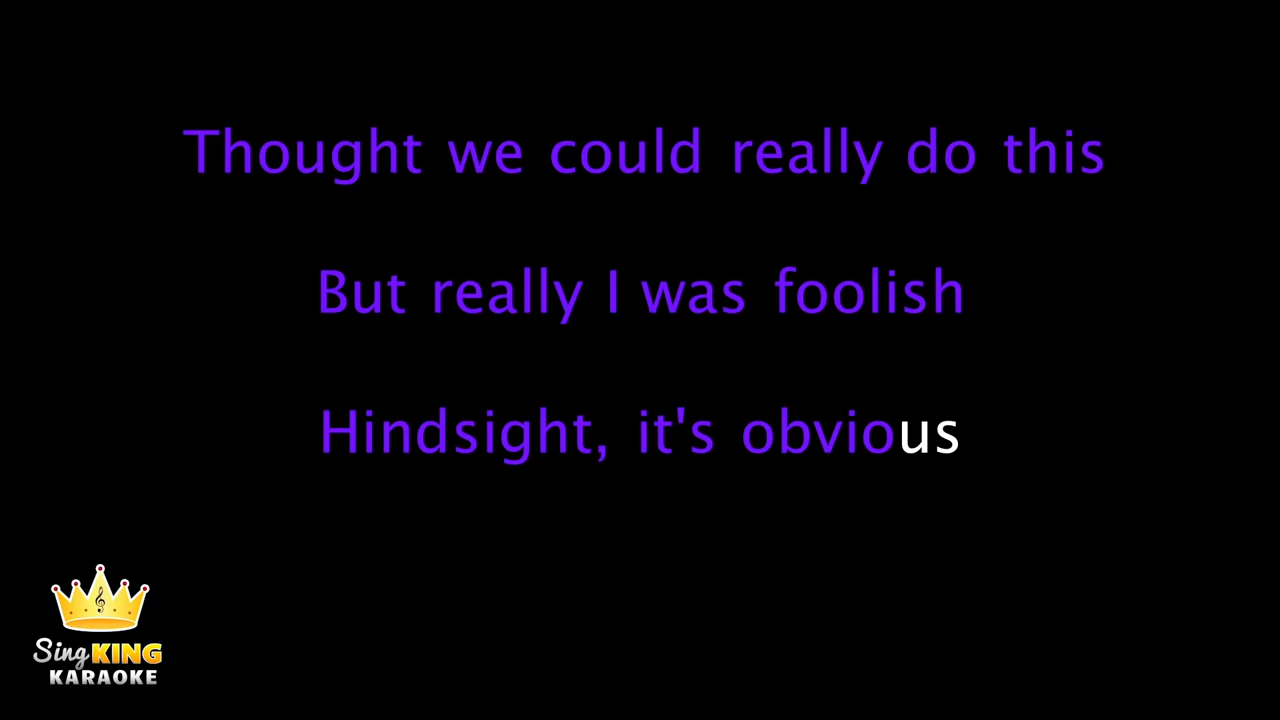 Thought we could really do this
But really I was foolish
Hindsight, it's obvious
Sing KING
KARAOKE